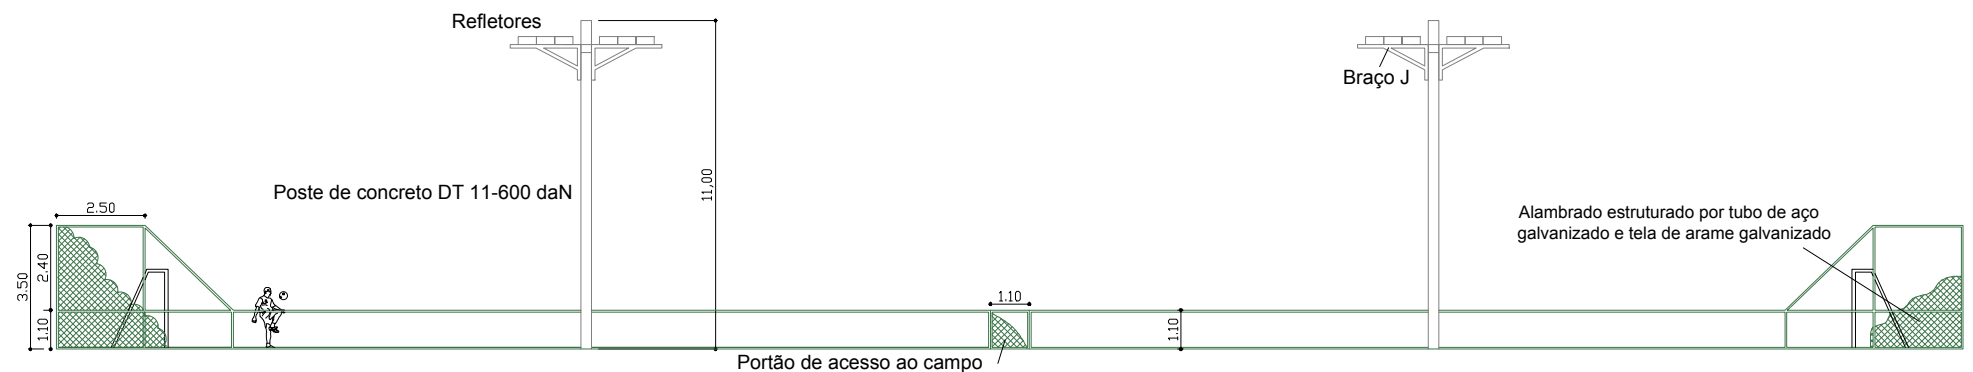 Refletores
Braço J
11,00
Poste de concreto DT 11-600 daN
2.50
Alambrado estruturado por tubo de aço
galvanizado e tela de arame galvanizado
3.50
2.40
1.10
1.10
1.10
Portão de acesso ao campo